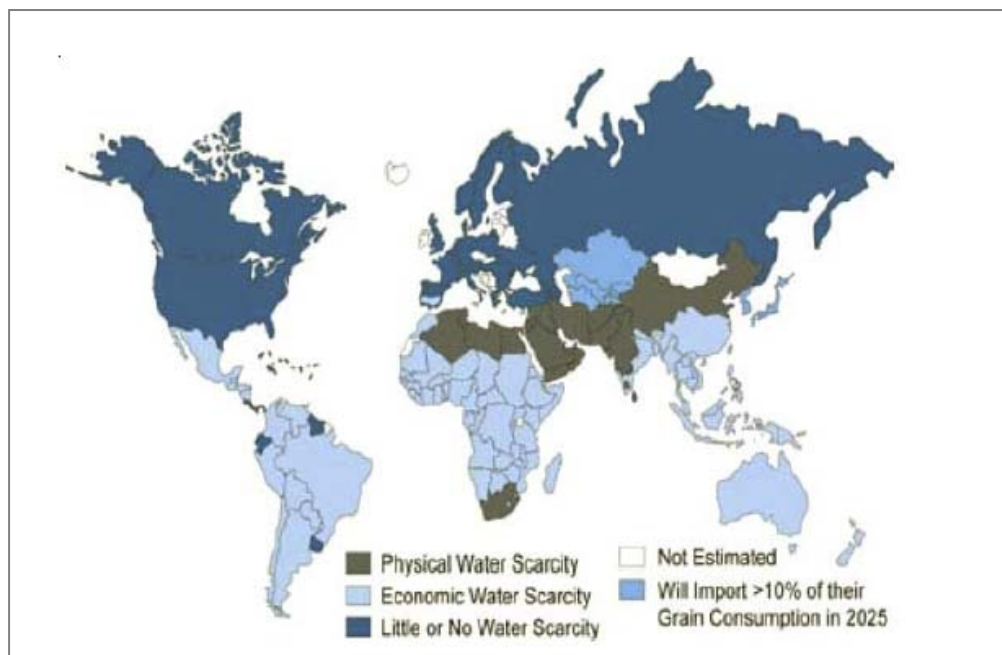 Physical Water Scarcity
Economic Water Scarcity
Little or No Water Scarcity
Not Estimated
Will Import >10% of their
Grain Consumption in 2025